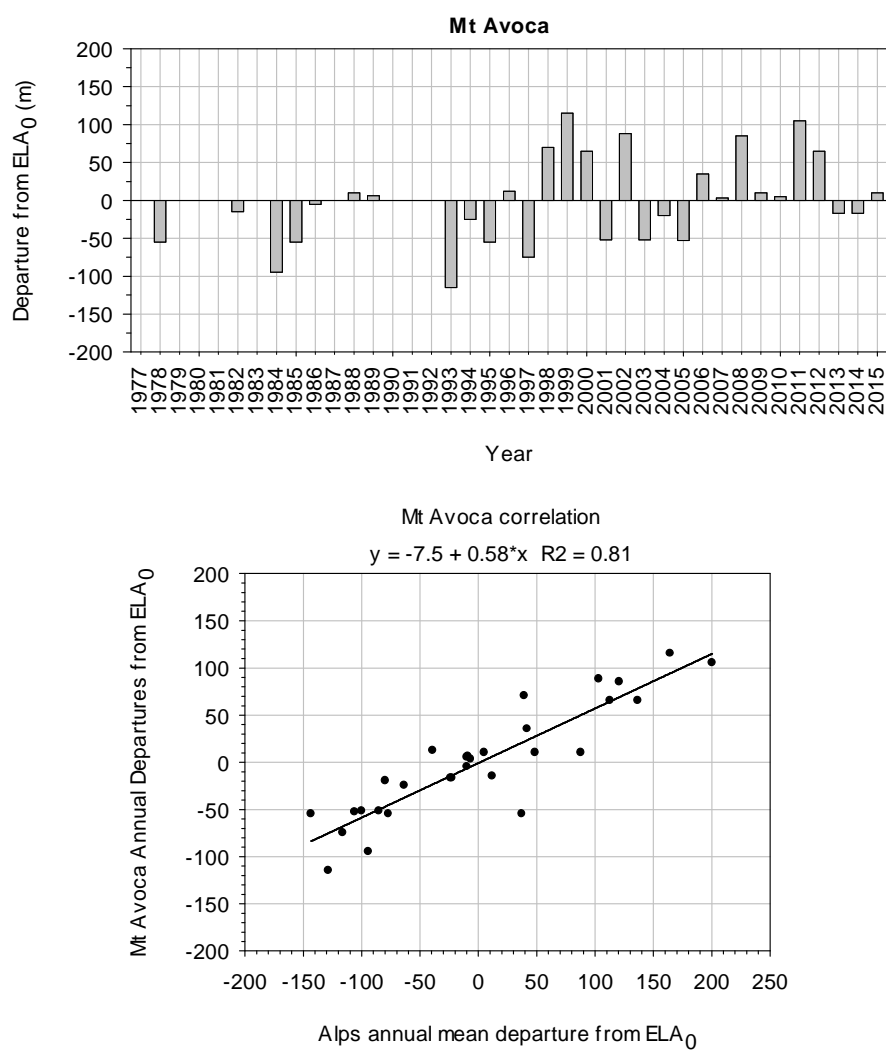 Mt Avoca
200
150
100
50
0
-50
-100
-150
-200
Departure from ELA0 (m)
1977 1978 1979 1980 1981 1982 1983 1984 1985 1986 1987 1988 1989 1990 1991 1992 1993 1994 1995 1996 1997 1998 1999 2000 2001 2002 2003 2004 2005 2006 2007 2008 2009 2010 2011 2012 2013 2014 2015
Year
Mt Avoca correlation
y = -7.5 + 0.58*x R2 = 0.81
200
150
100
50
0
-50
-100
-150
-200
Mt Avoca Annual Departures from ELA0
-200 -150 -100 -50 0 50 100 150 200 250
Alps annual mean departure from ELA0